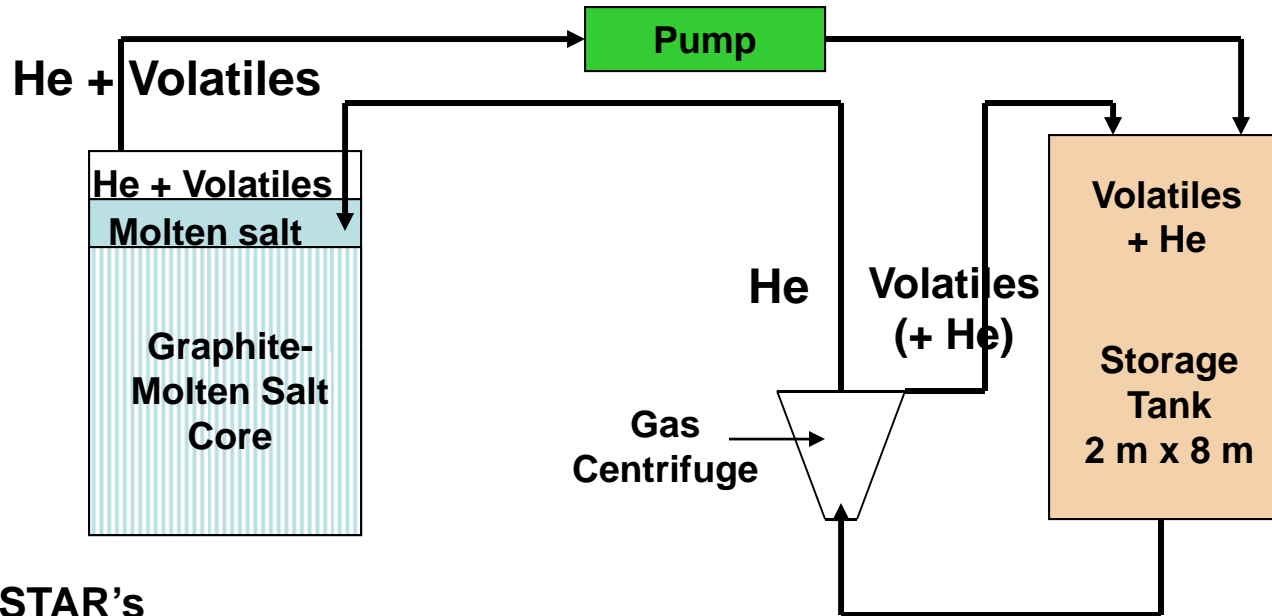 Pump
He + Volatiles
He + Volatiles
Molten salt
Graphite-
Molten Salt
Core
He
Volatiles
(+ He)
Gas
Centrifuge
Volatiles
+ He
Storage
Tank
2 m x 8 m
STAR’s